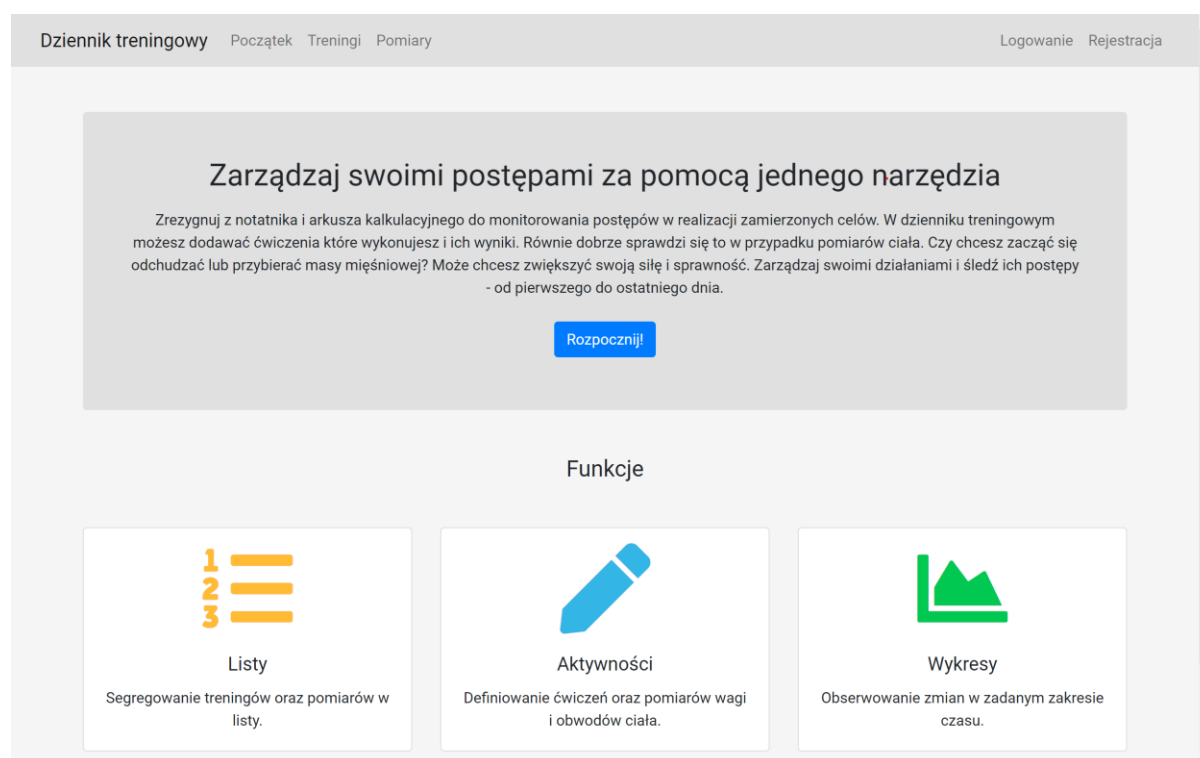 Dziennik treningowy Początek Treningi Pomiary Logowanie Rejestracja
Zarządzaj swoimi postępami za pomocą jednego narzędzia
Zrezygnuj z notatnika i arkusza kalkulacyjnego do monitorowania postępów w realizacji zamierzonych celów. W dzienniku treningowym
możesz dodawać ćwiczenia które wykonujesz i ich wyniki. Równie dobrze sprawdzi się to w przypadku pomiarów ciała. Czy chcesz zacząć się
odchudzać lub przybierać masy mięśniowej? Może chcesz zwiększyć swoją siłę i sprawność. Zarządzaj swoimi działaniami i śledź ich postępy
- od pierwszego do ostatniego dnia.
Rozpocznij!
Funkcje
1
2
3
Listy
Segregowanie treningów oraz pomiarów w
listy.
Aktywności
Definiowanie ćwiczeń oraz pomiarów wagi
i obwodów ciała.
Wykresy
Obserwowanie zmian w zadanym zakresie
czasu.